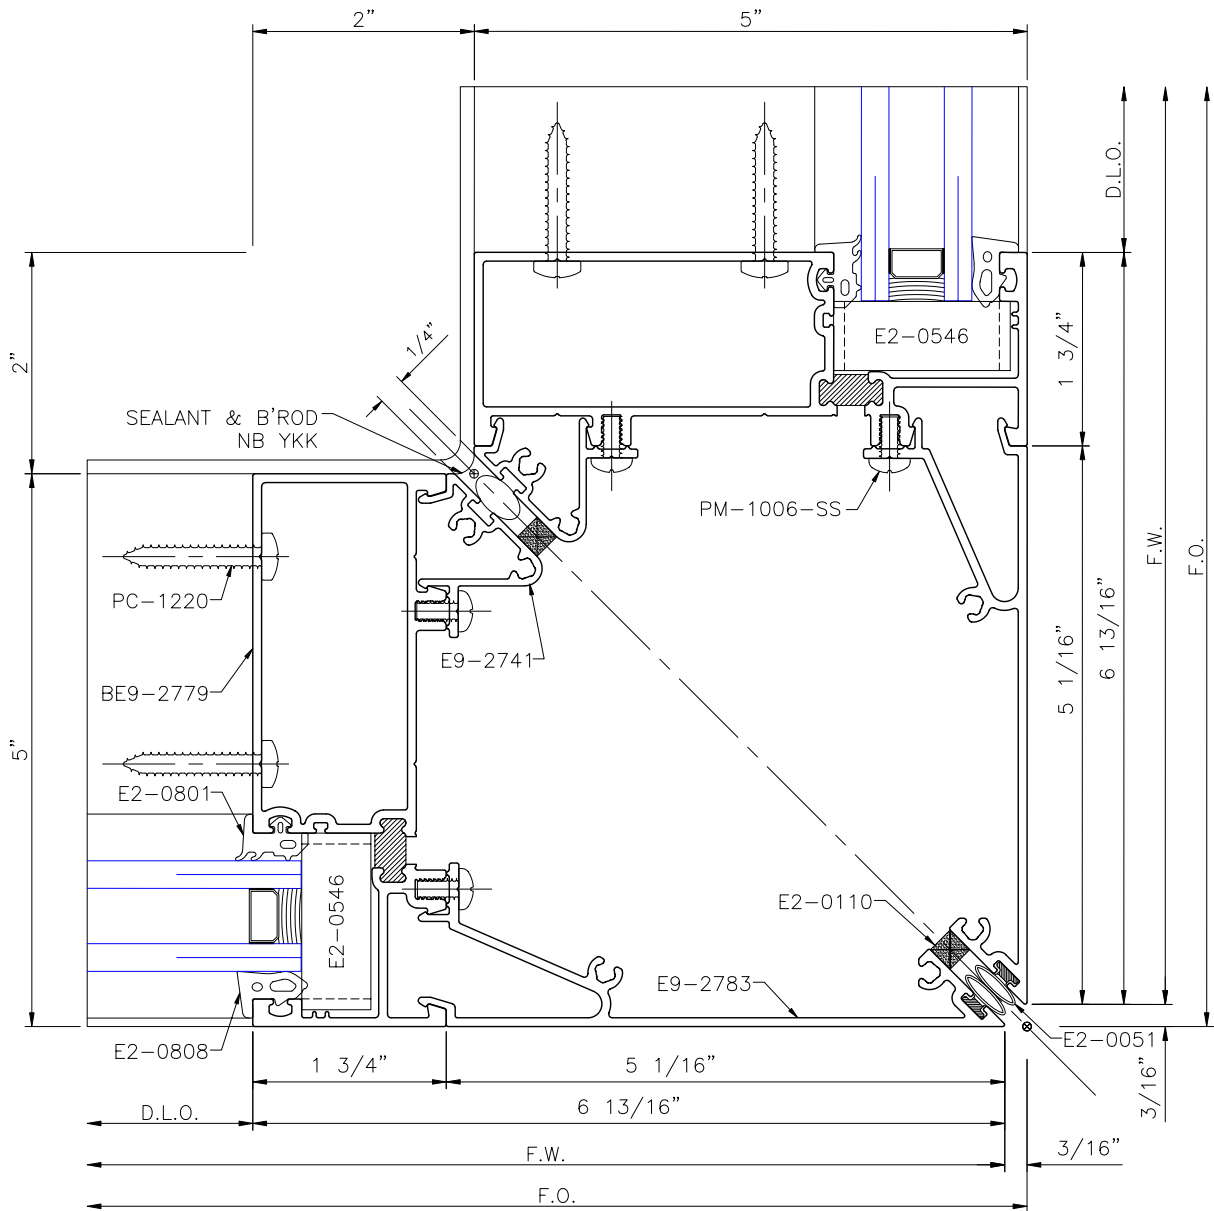 2”
5”
D.L.O.
2”
1/4”
E2-0546
1 3/4”
SEALANT & B'ROD
NB YKK
PM-1006-SS
F.W.
F.O.
PC-1220
E9-2741
5 1/16”
6 13/16”
BE9-2779
5”
E2-0801
E2-0546
E2-0110
E9-2783
E2-0808
E2-0051
1 3/4”
5 1/16”
3/16”
D.L.O.
6 13/16”
F.W.
3/16”
F.O.